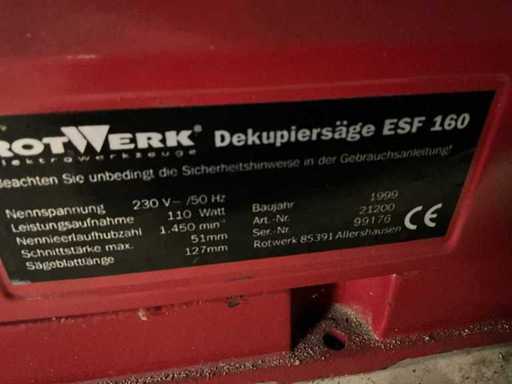 ROTWERK® Dekupiersäge ESF 160
elektrowerkzeuge
Beachten Sie unbedingt die Sicherheitshinweise in der Gebrauchsanleitung!
Nennspannung 230 V~ /50 Hz Baujahr 1999
Leistungsaufnahme 110 Watt Art.-Nr. 21200
Nennleerlaufhubzahl 1.450 min⁻ Ser.-Nr. 99176
Schnittstärke max. 51mm Rotwerk 85391 Allershausen
Sägeblattlänge 127mm
CE